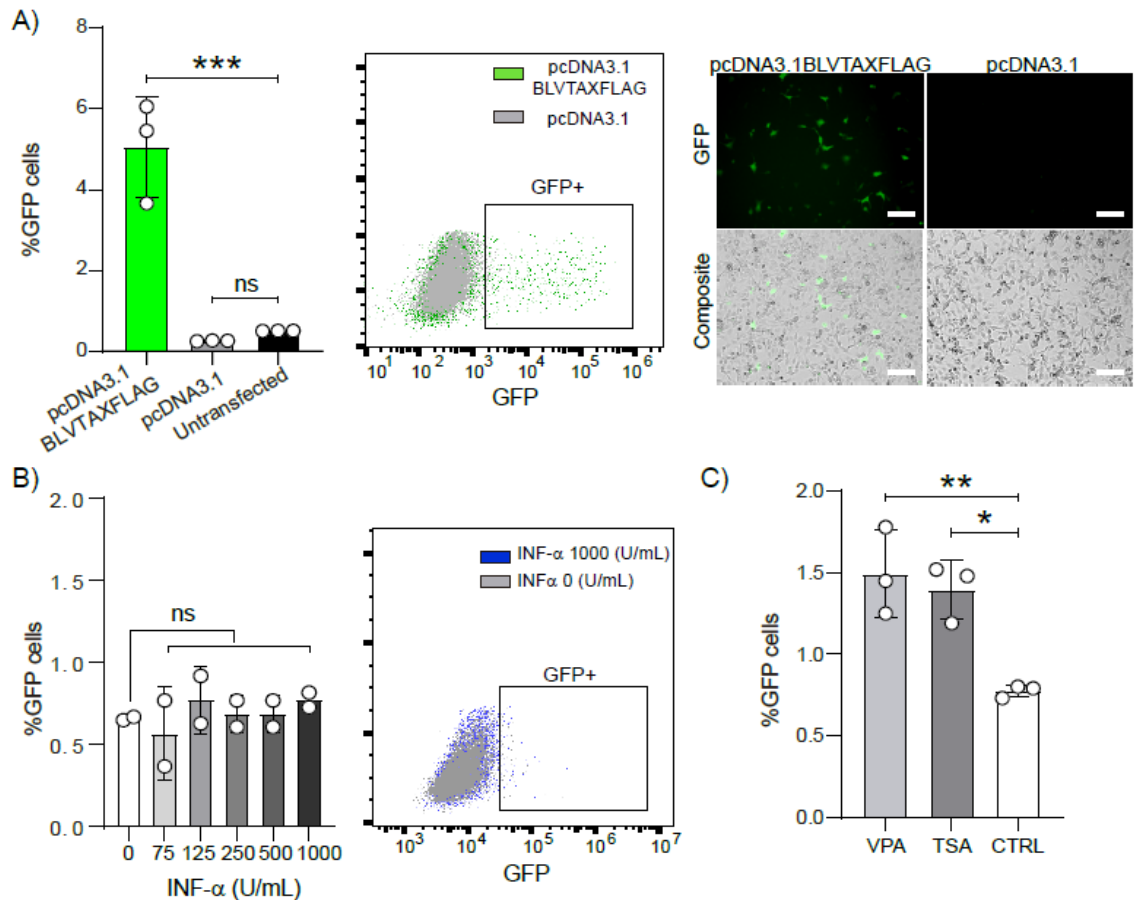 A)
8
6
4
2
0
%GFP cells
***
ns
pcDNA3.1
BLVTAXFLAG
pcDNA3.1
Untransfected
pcDNA3.1
BLVTAXFLAG
pcDNA3.1
GFP+
10¹ 10² 10³ 10⁴ 10⁵ 10⁶
GFP
pcDNA3.1BLVTAXFLAG pcDNA3.1
GFP
Composite
B)
2.0
1.5
1.0
0.5
0.0
%GFP cells
ns
0 75 125 250 500 1000
INF-α (U/mL)
INF-α 1000 (U/mL)
INFα 0 (U/mL)
GFP+
10³ 10⁴ 10⁵ 10⁶ 10⁷
GFP
C)
2.0
1.5
1.0
0.5
0.0
%GFP cells
**
*
VPA TSA CTRL